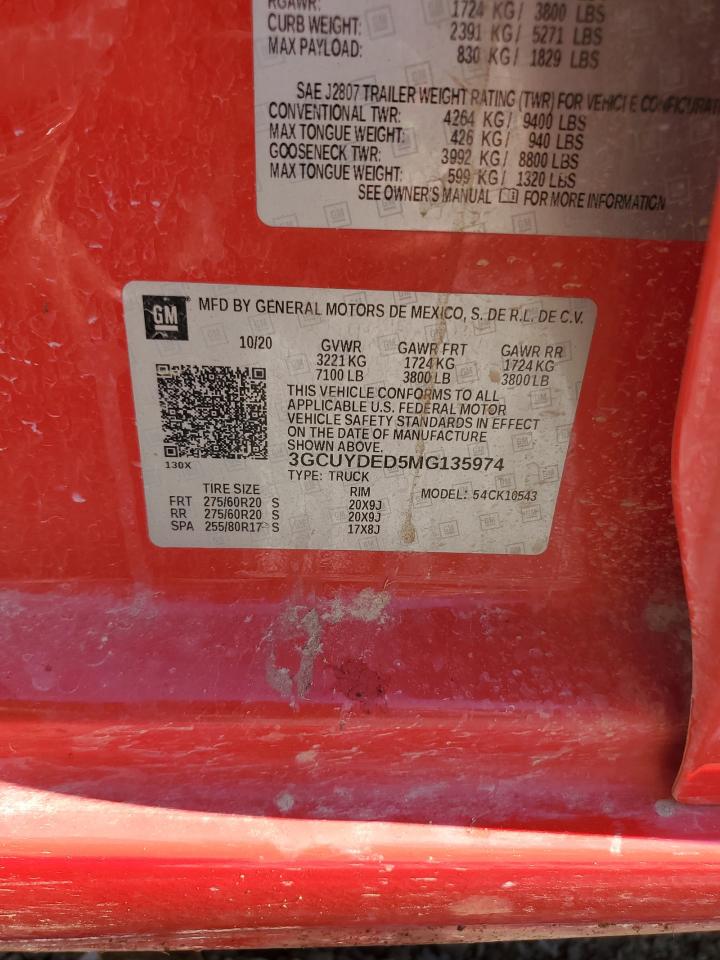 RGAWR: 1724 KG/ 3800 LBS
CURB WEIGHT: 2391 KG/ 5271 LBS
MAX PAYLOAD: 830 KG/ 1829 LBS
SAE J2807 TRAILER WEIGHT RATING (TWR) FOR VEHICLE CONFIGURAT
CONVENTIONAL TWR: 4264 KG/ 9400 LBS
MAX TONGUE WEIGHT: 426 KG/ 940 LBS
GOOSENECK TWR: 3992 KG/ 8800 LBS
MAX TONGUE WEIGHT: 599 KG/ 1320 LBS
SEE OWNER'S MANUAL FOR MORE INFORMATION
GM MFD BY GENERAL MOTORS DE MEXICO, S. DE R.L. DE C.V.
10/20 GVWR GAWR FRT GAWR RR
3221 KG 1724 KG 1724 KG
7100 LB 3800 LB 3800 LB
THIS VEHICLE CONFORMS TO ALL
APPLICABLE U.S. FEDERAL MOTOR
VEHICLE SAFETY STANDARDS IN EFFECT
ON THE DATE OF MANUFACTURE
SHOWN ABOVE.
130X 3GCUYDED5MG135974
TYPE: TRUCK
TIRE SIZE RIM MODEL: 54CK10543
FRT 275/60R20 S 20X9J
RR 275/60R20 S 20X9J
SPA 255/80R17 S 17X8J